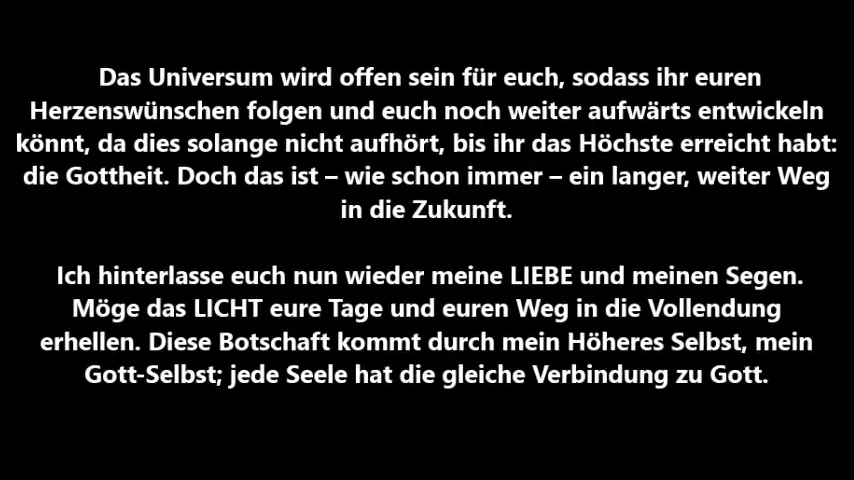 Das Universum wird offen sein für euch, sodass ihr euren
Herzenswünschen folgen und euch noch weiter aufwärts entwickeln
könnt, da dies solange nicht aufhört, bis ihr das Höchste erreicht habt:
die Gottheit. Doch das ist – wie schon immer – ein langer, weiter Weg
in die Zukunft.
Ich hinterlasse euch nun wieder meine LIEBE und meinen Segen.
Möge das LICHT eure Tage und euren Weg in die Vollendung
erhellen. Diese Botschaft kommt durch mein Höheres Selbst, mein
Gott-Selbst; jede Seele hat die gleiche Verbindung zu Gott.